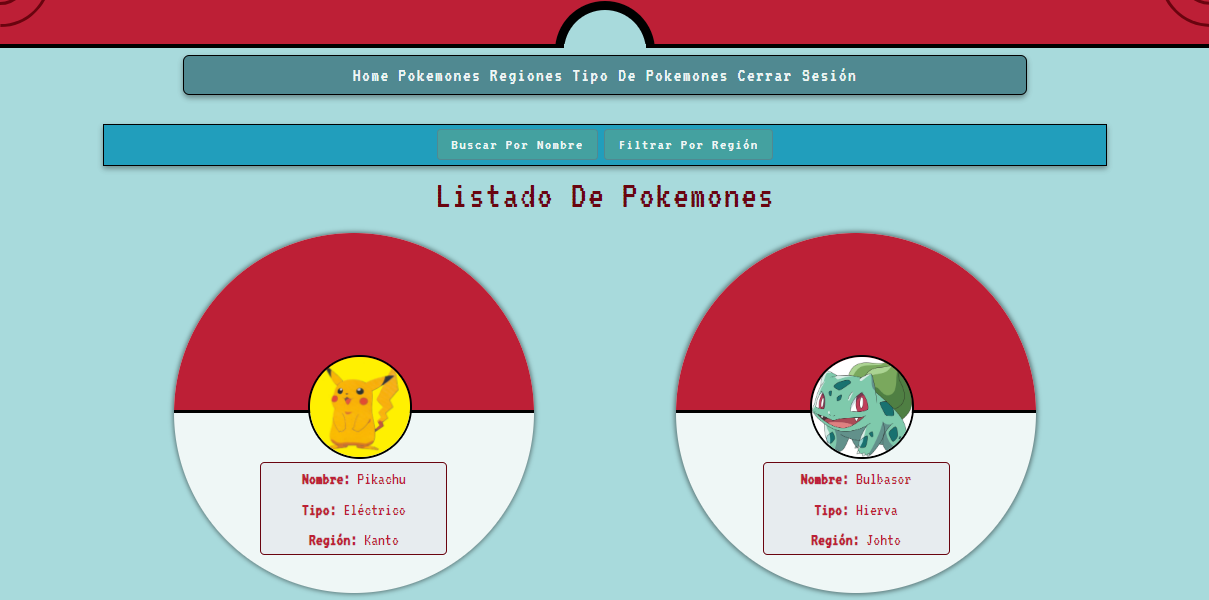 Home Pokemones Regiones Tipo De Pokemones Cerrar Sesión
Buscar Por Nombre Filtrar Por Región
Listado De Pokemones
Nombre: Pikachu
Tipo: Eléctrico
Región: Kanto
Nombre: Bulbasor
Tipo: Hierva
Región: Johto